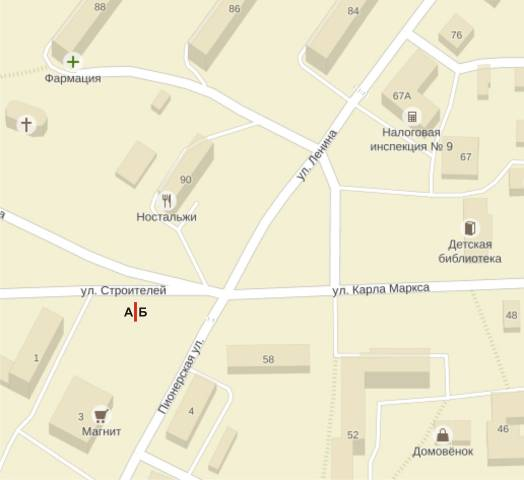 88
86
84
76
Фармация
67А
Налоговая
инспекция № 9
ул. Ленина
67
90
Ностальжи
а
Детская
библиотека
ул. Строителей
ул. Карла Маркса
А|Б
48
Пионерская ул.
1
58
3
Магнит
4
52
46
Домовёнок